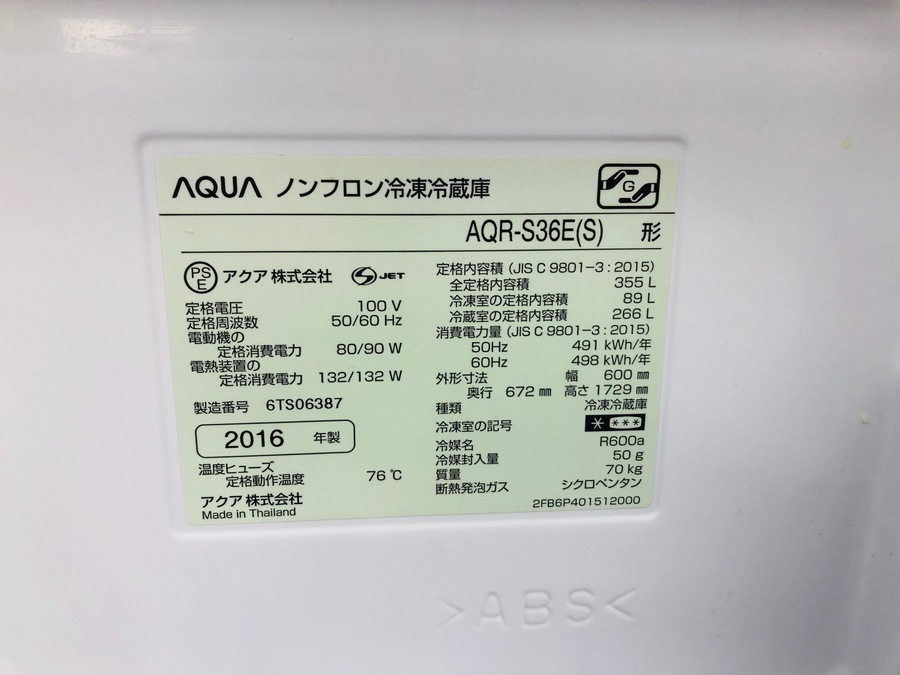 AQUA ノンフロン冷凍冷蔵庫
G
AQR-S36E(S) 形
PS
E
アクア株式会社
S JET
定格電圧 100 V
定格周波数 50/60 Hz
電動機の
定格消費電力 80/90 W
電熱装置の
定格消費電力 132/132 W
製造番号 6TS06387
2016 年製
温度ヒューズ
定格動作温度 76℃
アクア株式会社
Made in Thailand
定格内容積 (JIS C 9801-3:2015)
全定格内容積 355 L
冷凍室の定格内容積 89 L
冷蔵室の定格内容積 266 L
消費電力量 (JIS C 9801-3:2015)
50Hz 491 kWh/年
60Hz 498 kWh/年
外形寸法 幅 600 mm
奥行 672 mm 高さ 1729 mm
種類 冷凍冷蔵庫
冷凍室の記号 * ***
冷媒名 R600a
冷媒封入量 50 g
質量 70 kg
断熱発泡ガス シクロペンタン
2FB6P401512000
>ABS<